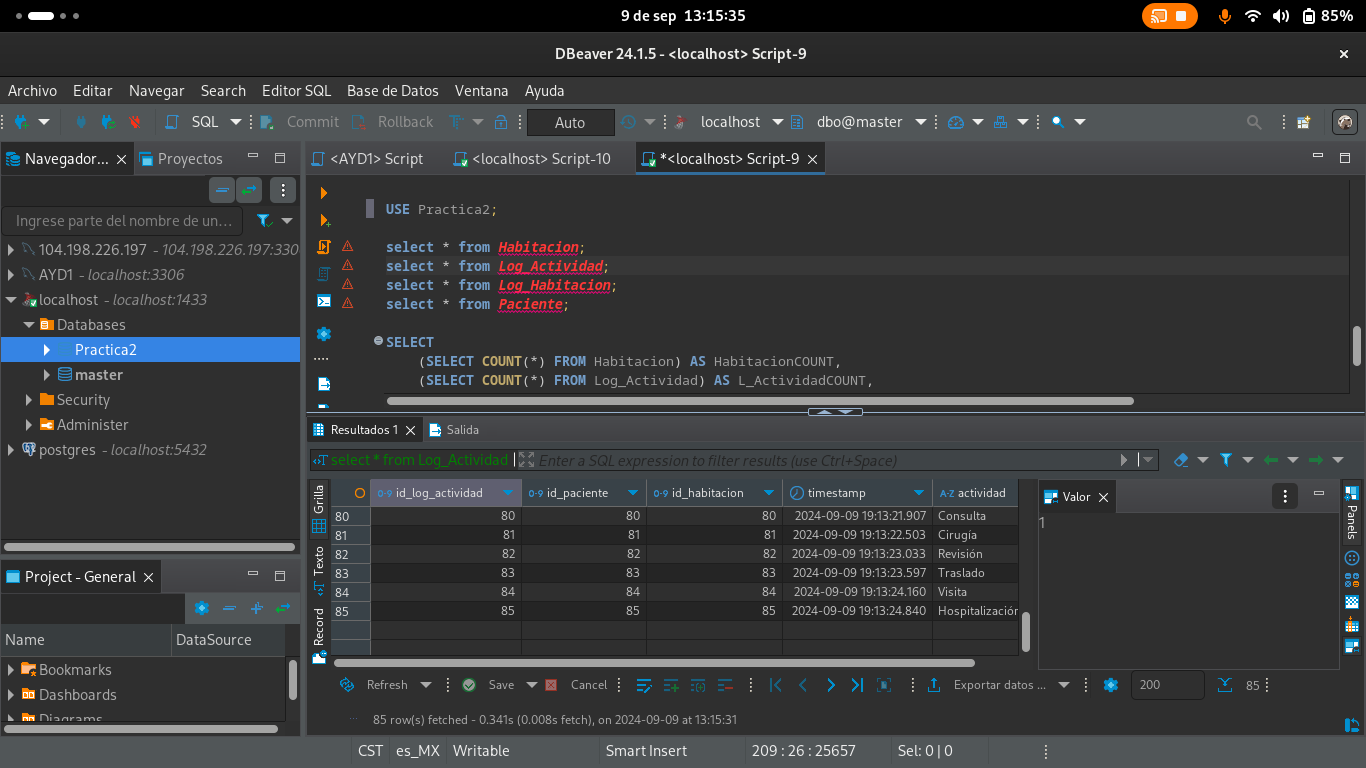 9 de sep 13:15:35
85%
DBeaver 24.1.5 - <localhost> Script-9
Archivo Editar Navegar Search Editor SQL Base de Datos Ventana Ayuda
SQL Commit Rollback Auto localhost dbo@master
Navegador... Proyectos
<AYD1> Script <localhost> Script-10 *<localhost> Script-9
Ingrese parte del nombre de un...
104.198.226.197 - 104.198.226.197:330
AYD1 - localhost:3306
localhost - localhost:1433
Databases
Practica2
master
Security
Administer
postgres - localhost:5432
USE Practica2;
select * from Habitacion;
select * from Log_Actividad;
select * from Log_Habitacion;
select * from Paciente;
SELECT
(SELECT COUNT(*) FROM Habitacion) AS HabitacionCOUNT,
(SELECT COUNT(*) FROM Log_Actividad) AS L_ActividadCOUNT,
Resultados 1 Salida
select * from Log_Actividad Enter a SQL expression to filter results (use Ctrl+Space)
Grilla
Texto
Record
id_log_actividad id_paciente id_habitacion timestamp actividad
80 80 80 80 2024-09-09 19:13:21.907 Consulta
81 81 81 81 2024-09-09 19:13:22.503 Cirugía
82 82 82 82 2024-09-09 19:13:23.033 Revisión
83 83 83 83 2024-09-09 19:13:23.597 Traslado
84 84 84 84 2024-09-09 19:13:24.160 Visita
85 85 85 85 2024-09-09 19:13:24.840 Hospitalización
Valor
1
Panels
Project - General
Name DataSource
Bookmarks
Dashboards
Diagrams
Refresh Save Cancel Exportar datos ... 200 85
85 row(s) fetched - 0.341s (0.008s fetch), on 2024-09-09 at 13:15:31
CST es_MX Writable Smart Insert 209 : 26 : 25657 Sel: 0 | 0